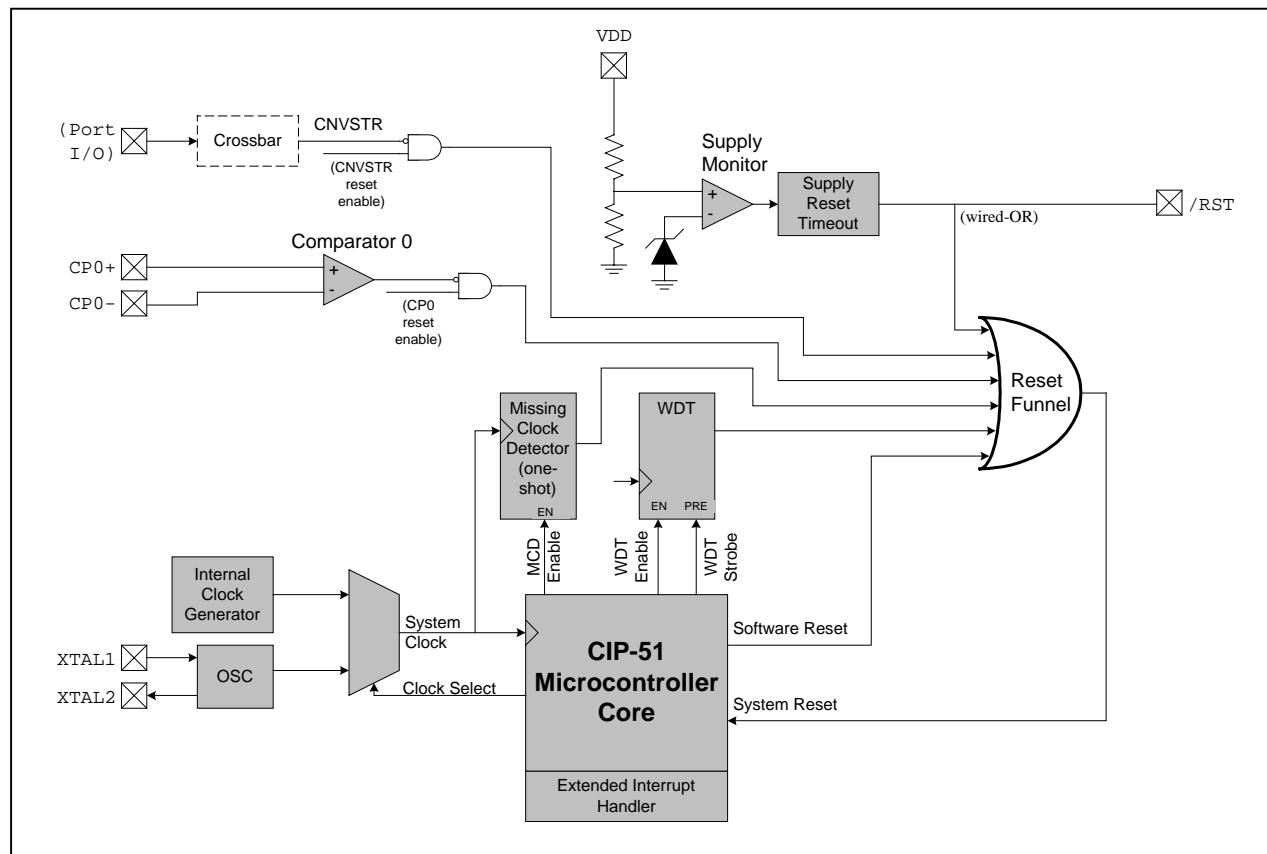 VDD
(Port
I/O)
Crossbar
CNVSTR
(CNVSTR
reset
enable)
Supply
Monitor
+
-
Supply
Reset
Timeout
(wired-OR)
/RST
Comparator 0
CP0+
CP0-
+
-
(CP0
reset
enable)
Reset
Funnel
Missing
Clock
Detector
(one-
shot)
EN
WDT
EN
PRE
MCD
Enable
WDT
Enable
WDT
Strobe
Internal
Clock
Generator
System
Clock
XTAL1
XTAL2
OSC
Clock Select
CIP-51
Microcontroller
Core
Software Reset
System Reset
Extended Interrupt
Handler